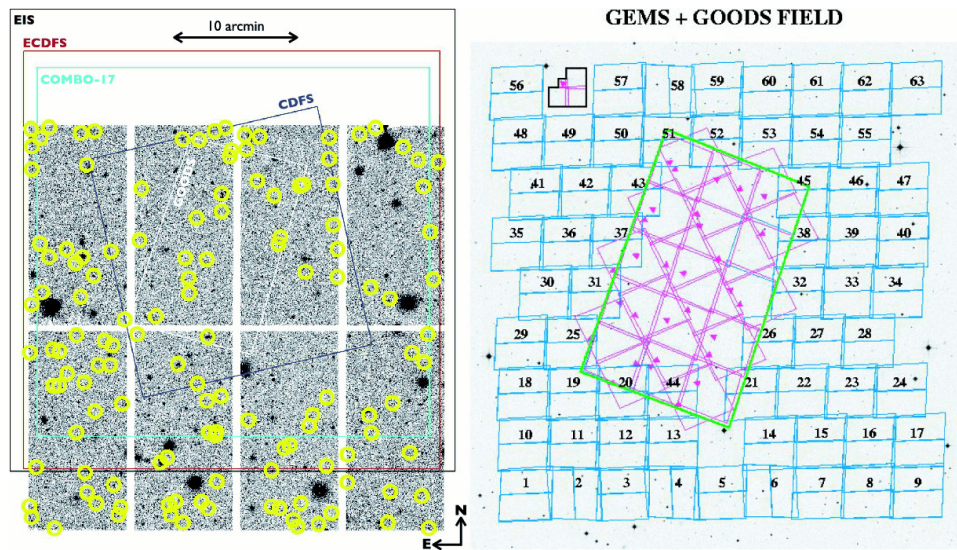 EIS
10 arcmin
ECDFS
COMBO-17
CDFS
GOODS
N
E
GEMS + GOODS FIELD
56 57 58 59 60 61 62 63
48 49 50 51 52 53 54 55
41 42 43 45 46 47
35 36 37 38 39 40
30 31 32 33 34
29 25 26 27 28
18 19 20 44 21 22 23 24
10 11 12 13 14 15 16 17
1 2 3 4 5 6 7 8 9